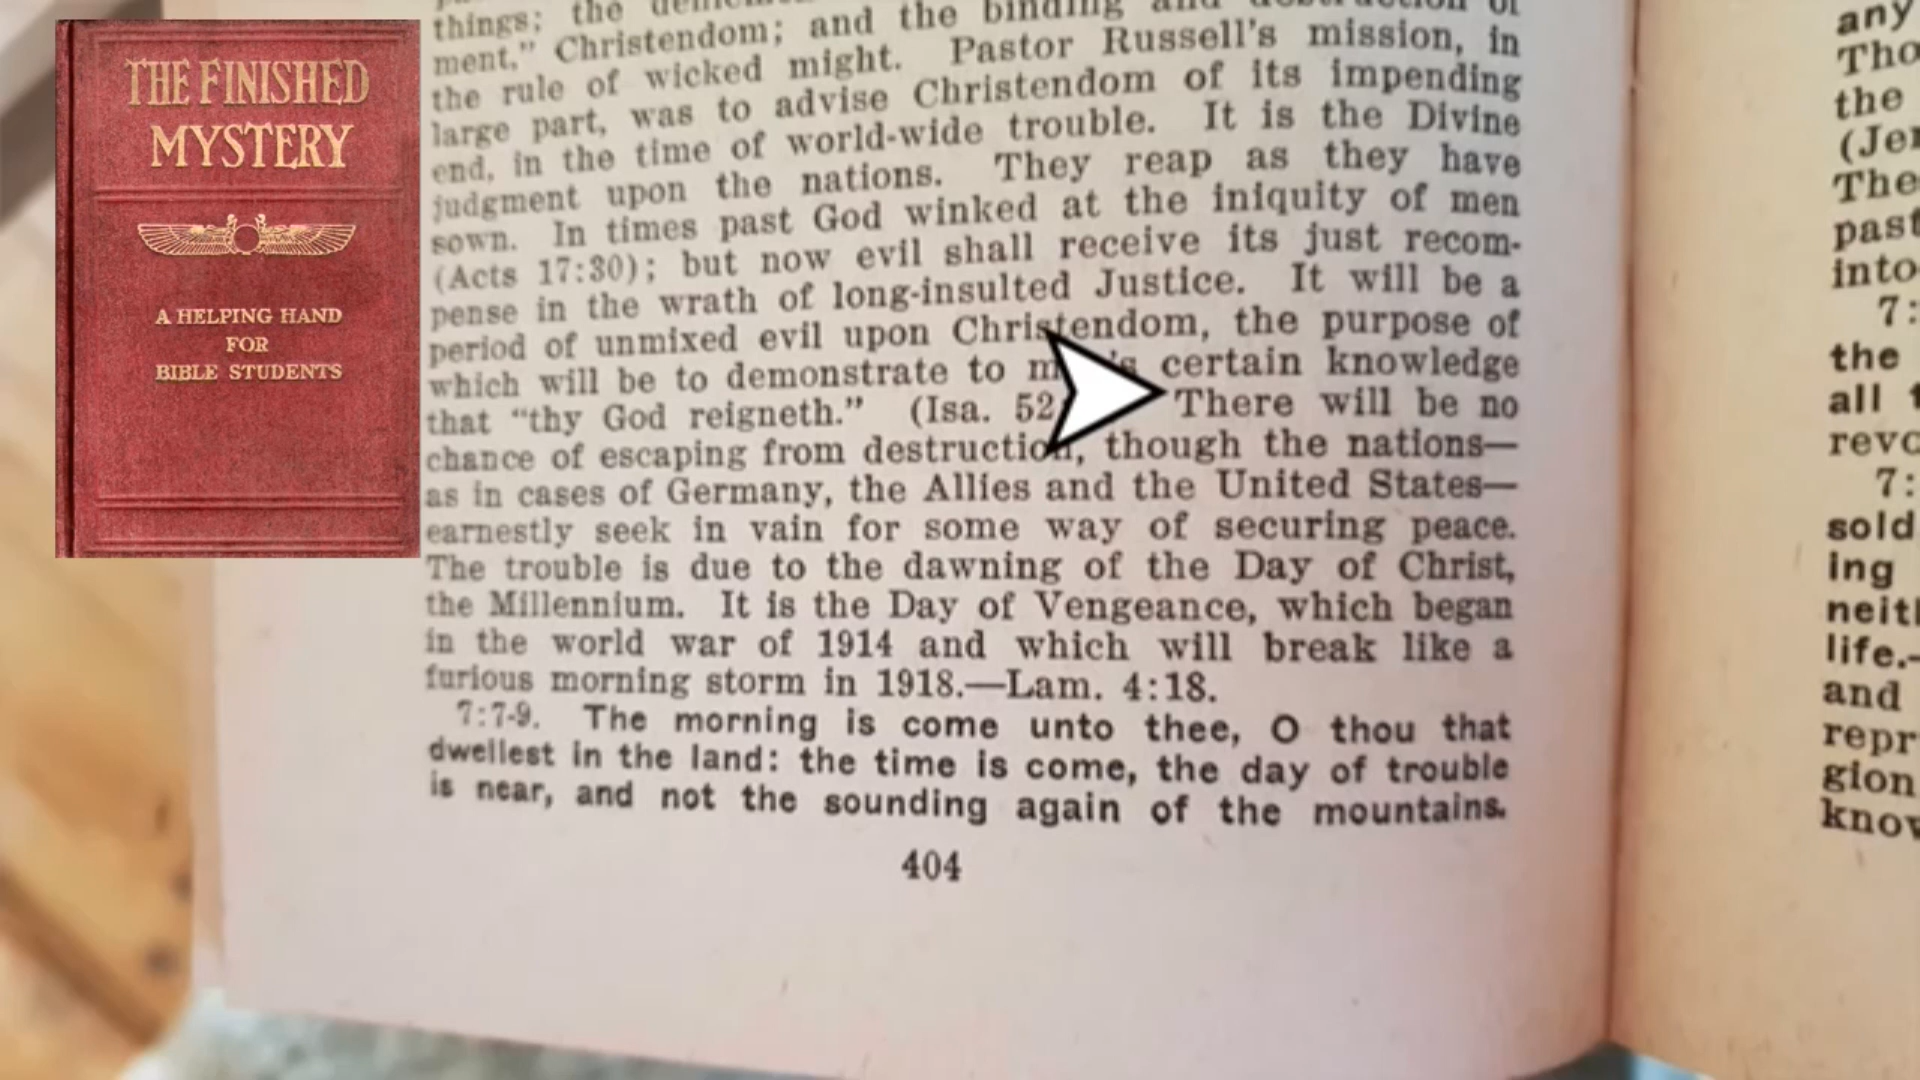 THE FINISHED
MYSTERY
A HELPING HAND
FOR
BIBLE STUDENTS
things; the
ment," Christendom; and the binding and destruction of
the rule of wicked might. Pastor Russell's mission, in
large part, was to advise Christendom of its impending
end, in the time of world-wide trouble. It is the Divine
judgment upon the nations. They reap as they have
sown. In times past God winked at the iniquity of men
(Acts 17:30); but now evil shall receive its just recom-
pense in the wrath of long-insulted Justice. It will be a
period of unmixed evil upon Christendom, the purpose of
which will be to demonstrate to certain knowledge
that "thy God reigneth." (Isa. 52 There will be no
chance of escaping from destruction, though the nations—
as in cases of Germany, the Allies and the United States—
earnestly seek in vain for some way of securing peace.
The trouble is due to the dawning of the Day of Christ,
the Millennium. It is the Day of Vengeance, which began
in the world war of 1914 and which will break like a
furious morning storm in 1918.—Lam. 4:18.
7:7-9. The morning is come unto thee, O thou that
dwellest in the land: the time is come, the day of trouble
is near, and not the sounding again of the mountains.
404
any
Tho
the
(Jer
The
past
into
7:
the
all
revo
7:
sold
ing
neit
life.—
and
repr
gion
know